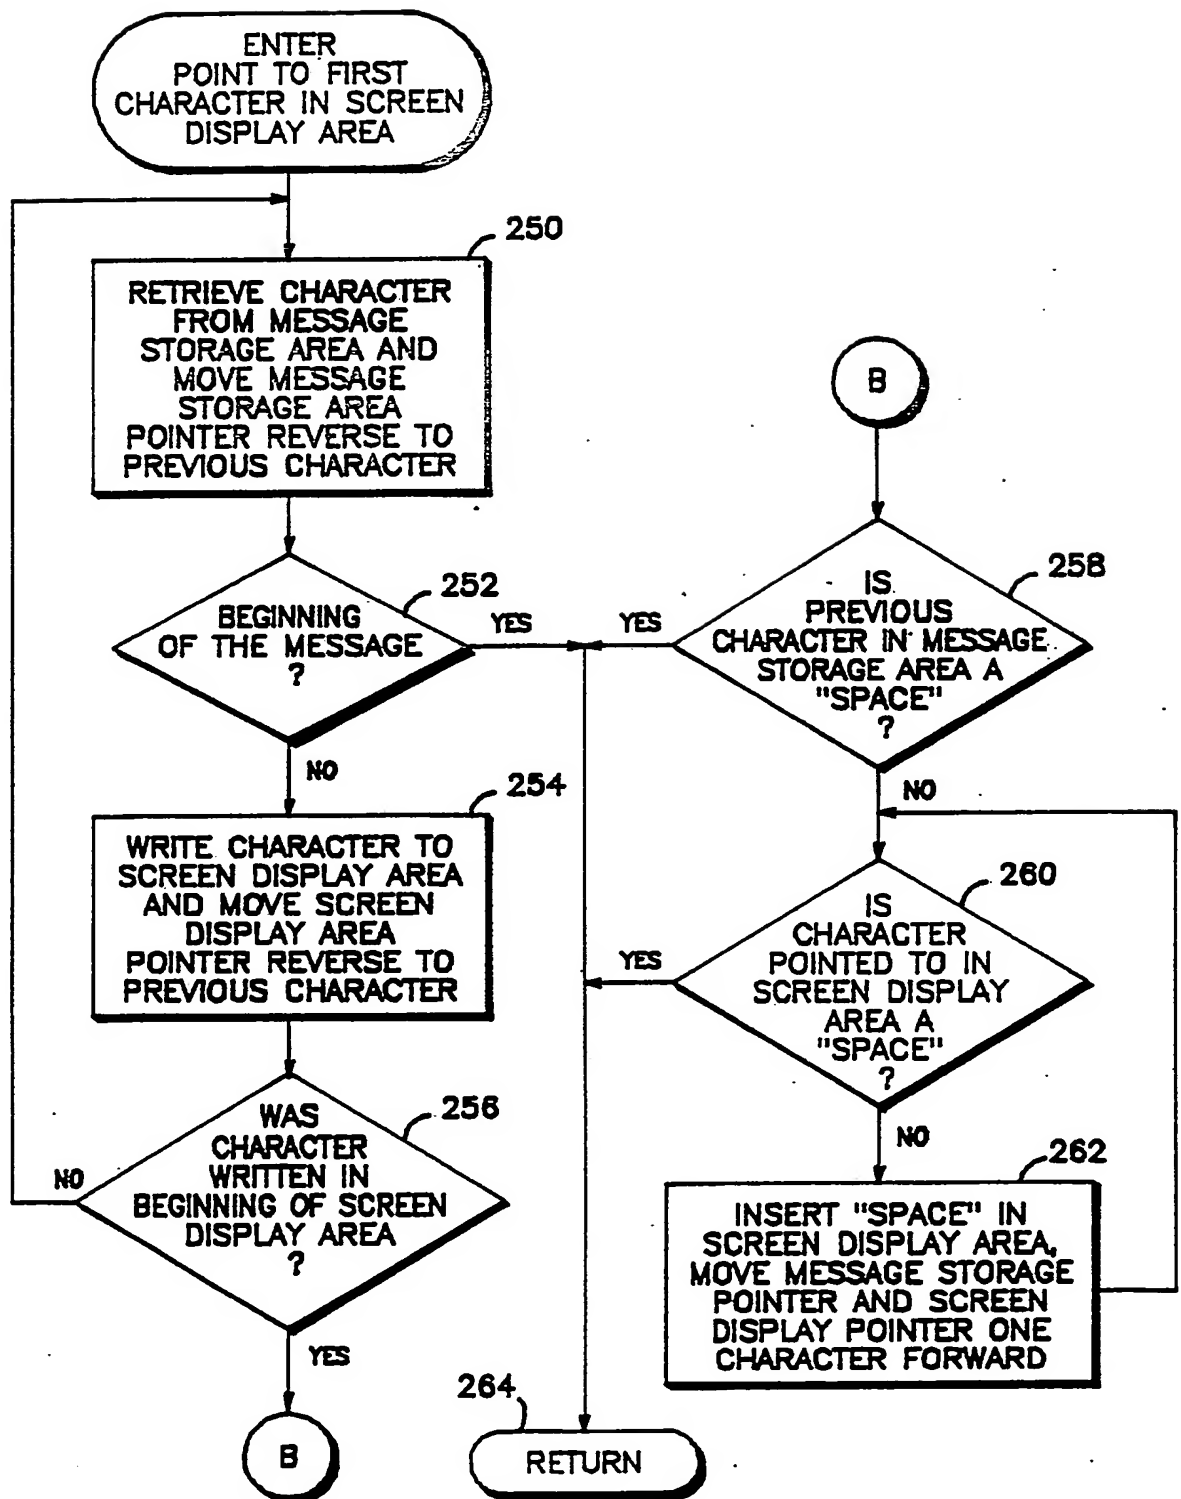 ENTER
POINT TO FIRST
CHARACTER IN SCREEN
DISPLAY AREA
250
RETRIEVE CHARACTER
FROM MESSAGE
STORAGE AREA AND
MOVE MESSAGE
STORAGE AREA
POINTER REVERSE TO
PREVIOUS CHARACTER
252
BEGINNING
OF THE MESSAGE
?
YES
NO
254
WRITE CHARACTER TO
SCREEN DISPLAY AREA
AND MOVE SCREEN
DISPLAY AREA
POINTER REVERSE TO
PREVIOUS CHARACTER
256
WAS
CHARACTER
WRITTEN IN
BEGINNING OF SCREEN
DISPLAY AREA
?
NO
YES
B
B
258
IS
PREVIOUS
CHARACTER IN MESSAGE
STORAGE AREA A
"SPACE"
?
YES
NO
260
IS
CHARACTER
POINTED TO IN
SCREEN DISPLAY
AREA A
"SPACE"
?
YES
NO
262
INSERT "SPACE" IN
SCREEN DISPLAY AREA,
MOVE MESSAGE STORAGE
POINTER AND SCREEN
DISPLAY POINTER ONE
CHARACTER FORWARD
264
RETURN